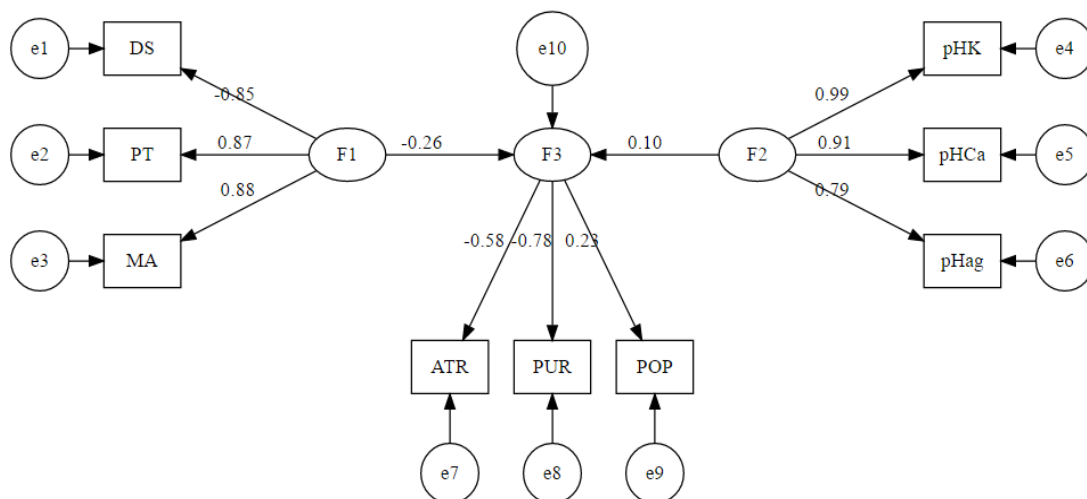 e1
DS
e10
pHK
e4
-0.85
0.99
e2
PT
0.87
F1
-0.26
F3
0.10
F2
0.91
pHCa
e5
0.88
0.79
e3
MA
-0.58
-0.78
0.23
pHag
e6
ATR
PUR
POP
e7
e8
e9